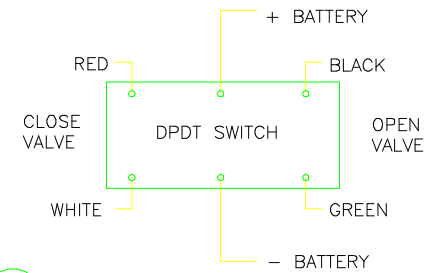 + BATTERY
RED
BLACK
CLOSE
VALVE
DPDT SWITCH
OPEN
VALVE
WHITE
GREEN
- BATTERY